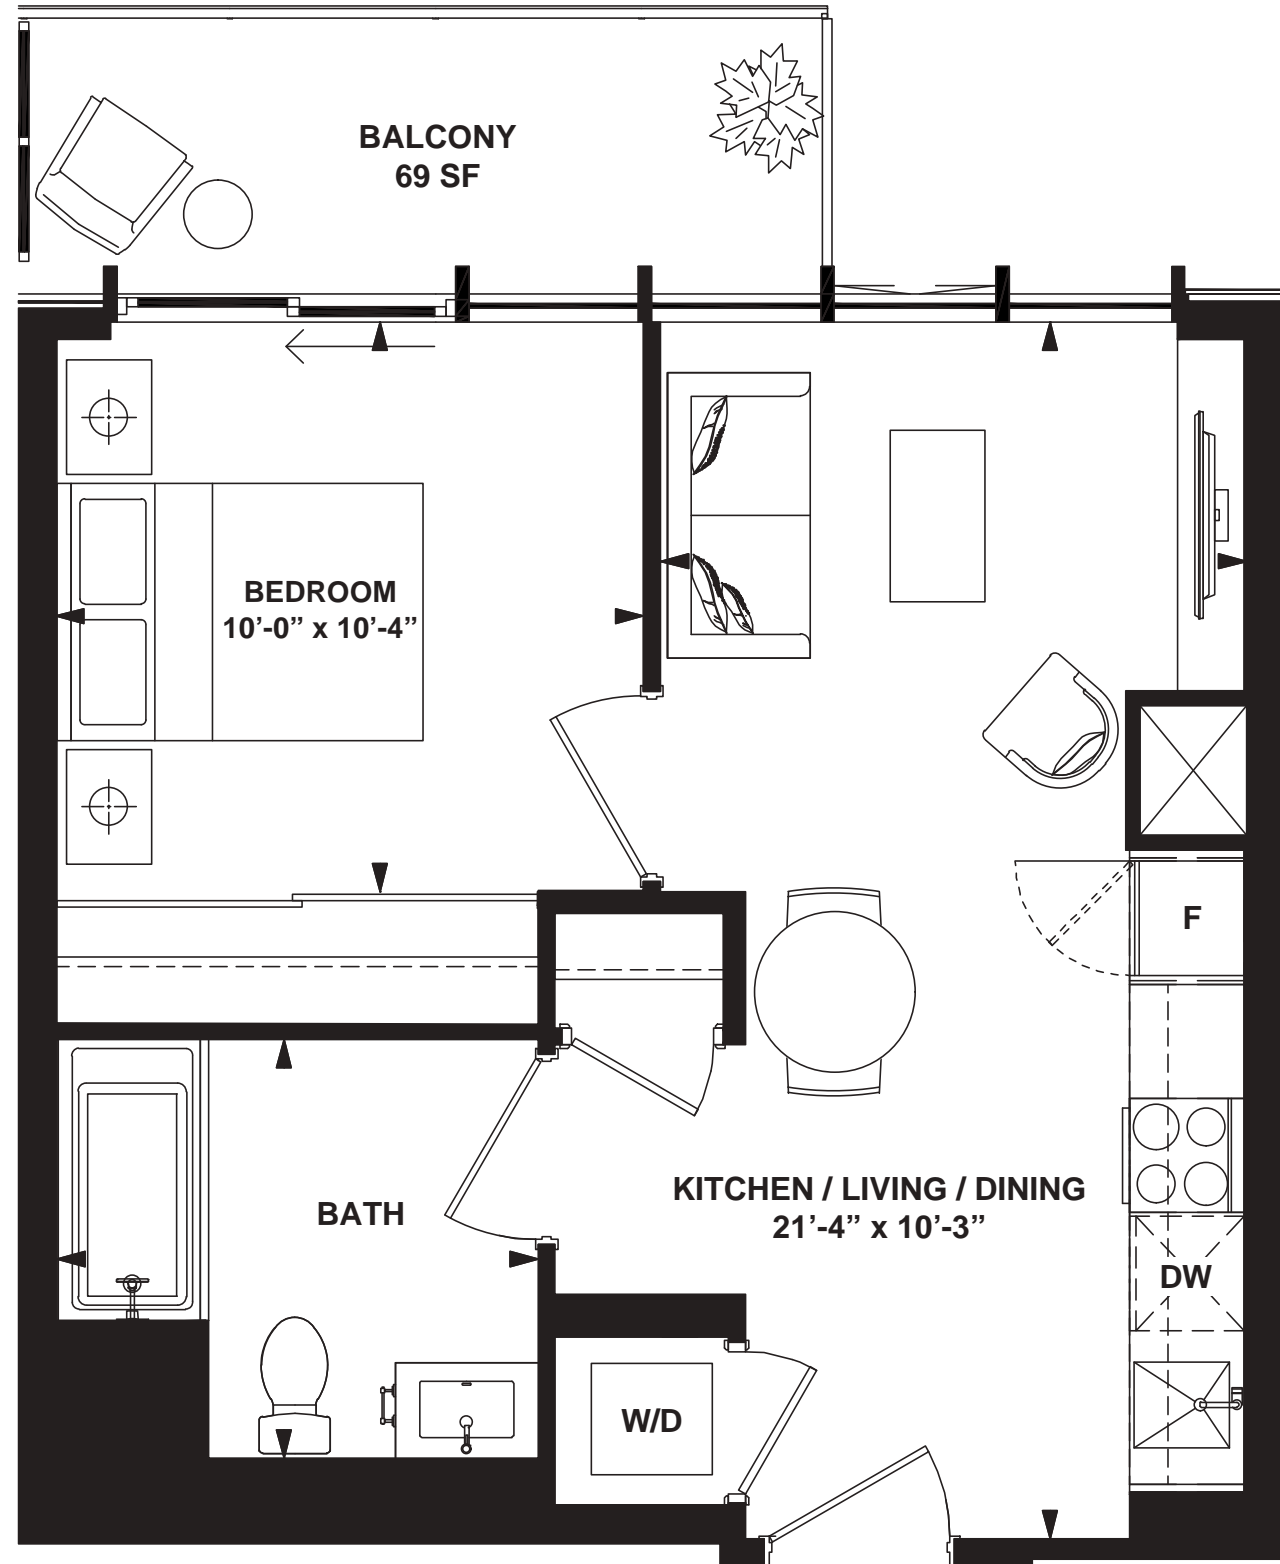 BALCONY
69 SF
BEDROOM
10’-0” x 10’-4”
F
KITCHEN / LIVING / DINING
21’-4” x 10’-3”
BATH
DW
W/D